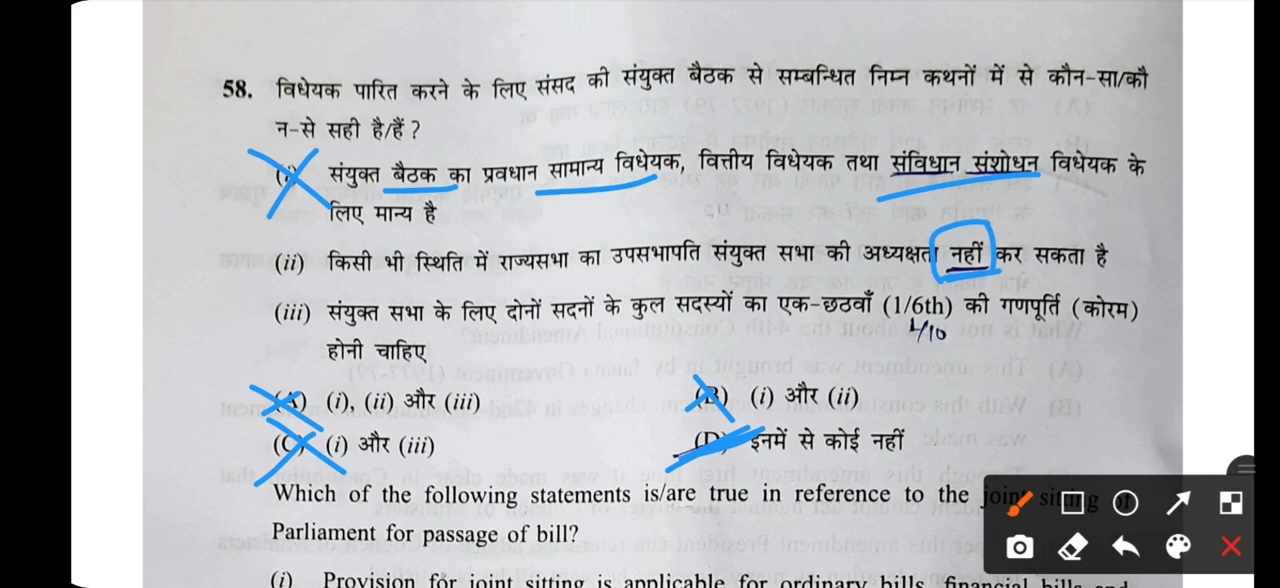 58. विधेयक पारित करने के लिए संसद की संयुक्त बैठक से सम्बन्धित निम्न कथनों में से कौन-सा/कौ
न-से सही है/हैं ?
(i) संयुक्त बैठक का प्रवधान सामान्य विधेयक, वित्तीय विधेयक तथा संविधान संशोधन विधेयक के
लिए मान्य है
(ii) किसी भी स्थिति में राज्यसभा का उपसभापति संयुक्त सभा की अध्यक्षता नहीं कर सकता है
(iii) संयुक्त सभा के लिए दोनों सदनों के कुल सदस्यों का एक-छठवाँ (1/6th) की गणपूर्ति (कोरम)
1/10
होनी चाहिए
(A) (i), (ii) और (iii) (B) (i) और (ii)
(C) (i) और (iii) (D) इनमें से कोई नहीं
Which of the following statements is/are true in reference to the joint sitting of
Parliament for passage of bill?
(i) Provision for joint sitting is applicable for ordinary bills, financial bills and